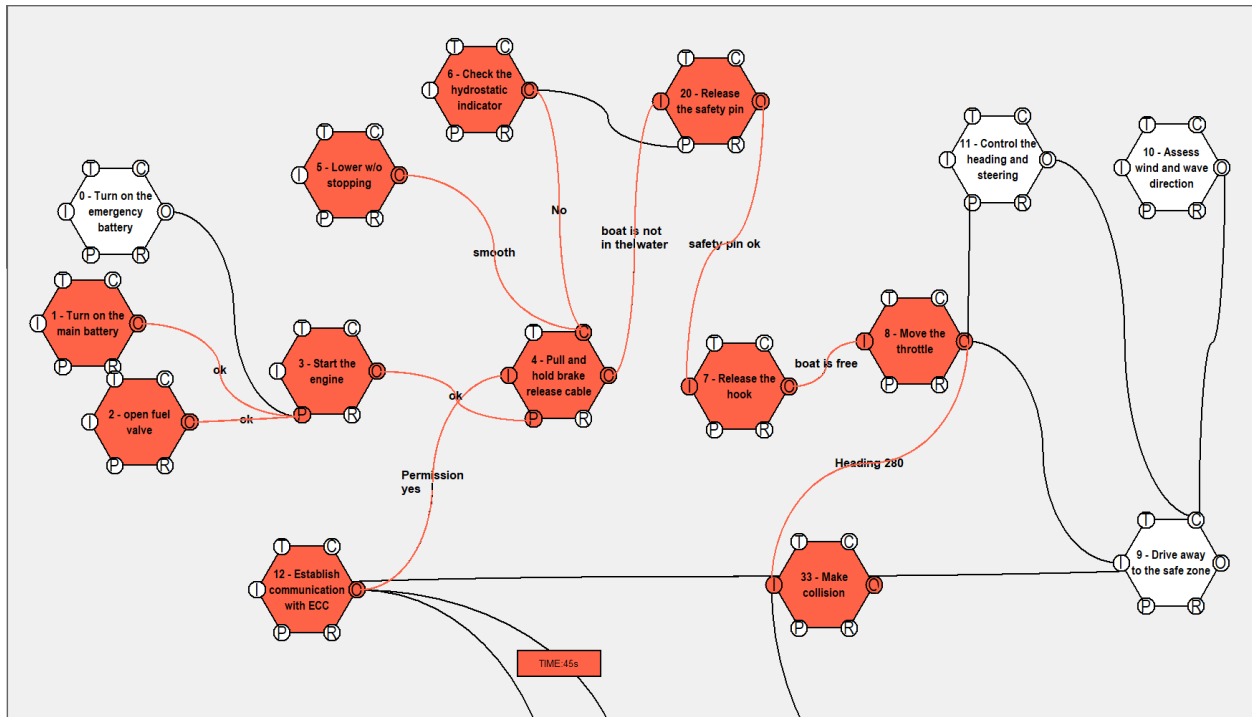 T
C
6 - Check the
hydrostatic
indicator
I
O
P
R
T
C
20 - Release
the safety pin
I
O
P
R
T
C
11 - Control the
heading and
steering
I
O
P
R
T
C
10 - Assess
wind and wave
direction
I
O
P
R
T
C
5 - Lower w/o
stopping
I
O
P
R
T
C
0 - Turn on the
emergency
battery
I
O
P
R
No
boat is not
in the water
safety pin ok
smooth
T
C
1 - Turn on the
main battery
I
O
P
R
ok
T
C
3 - Start the
engine
I
O
P
R
ok
T
C
4 - Pull and
hold brake
release cable
I
O
P
R
T
C
7 - Release the
hook
I
O
P
R
boat is free
T
C
8 - Move the
throttle
I
O
P
R
T
C
2 - open fuel
valve
I
O
P
R
ok
Permission
yes
Heading 280
T
C
12 - Establish
communication
with ECC
I
O
P
R
T
C
33 - Make
collision
I
O
P
R
T
C
9 - Drive away
to the safe zone
I
O
P
R
TIME:45s